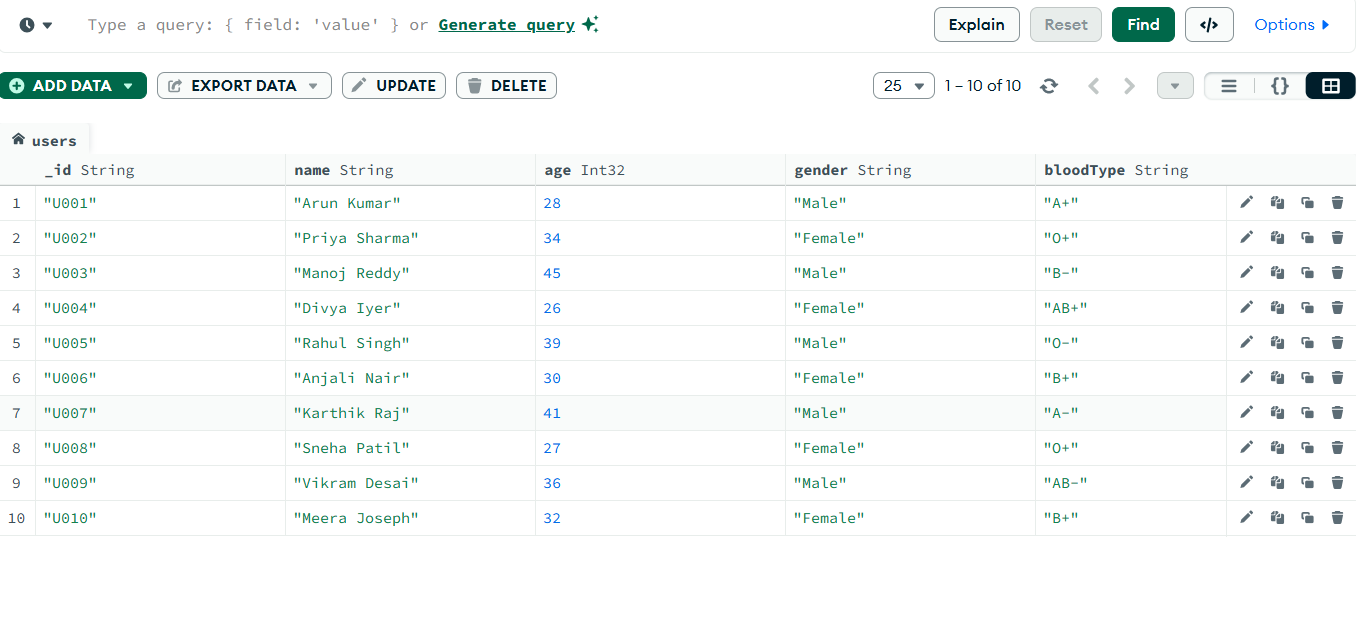 Type a query: { field: 'value' } or Generate query Explain Reset Find </> Options
ADD DATA EXPORT DATA UPDATE DELETE 25 1 – 10 of 10 {}
users
_id String name String age Int32 gender String bloodType String
1 "U001" "Arun Kumar" 28 "Male" "A+"
2 "U002" "Priya Sharma" 34 "Female" "O+"
3 "U003" "Manoj Reddy" 45 "Male" "B-"
4 "U004" "Divya Iyer" 26 "Female" "AB+"
5 "U005" "Rahul Singh" 39 "Male" "O-"
6 "U006" "Anjali Nair" 30 "Female" "B+"
7 "U007" "Karthik Raj" 41 "Male" "A-"
8 "U008" "Sneha Patil" 27 "Female" "O+"
9 "U009" "Vikram Desai" 36 "Male" "AB-"
10 "U010" "Meera Joseph" 32 "Female" "B+"